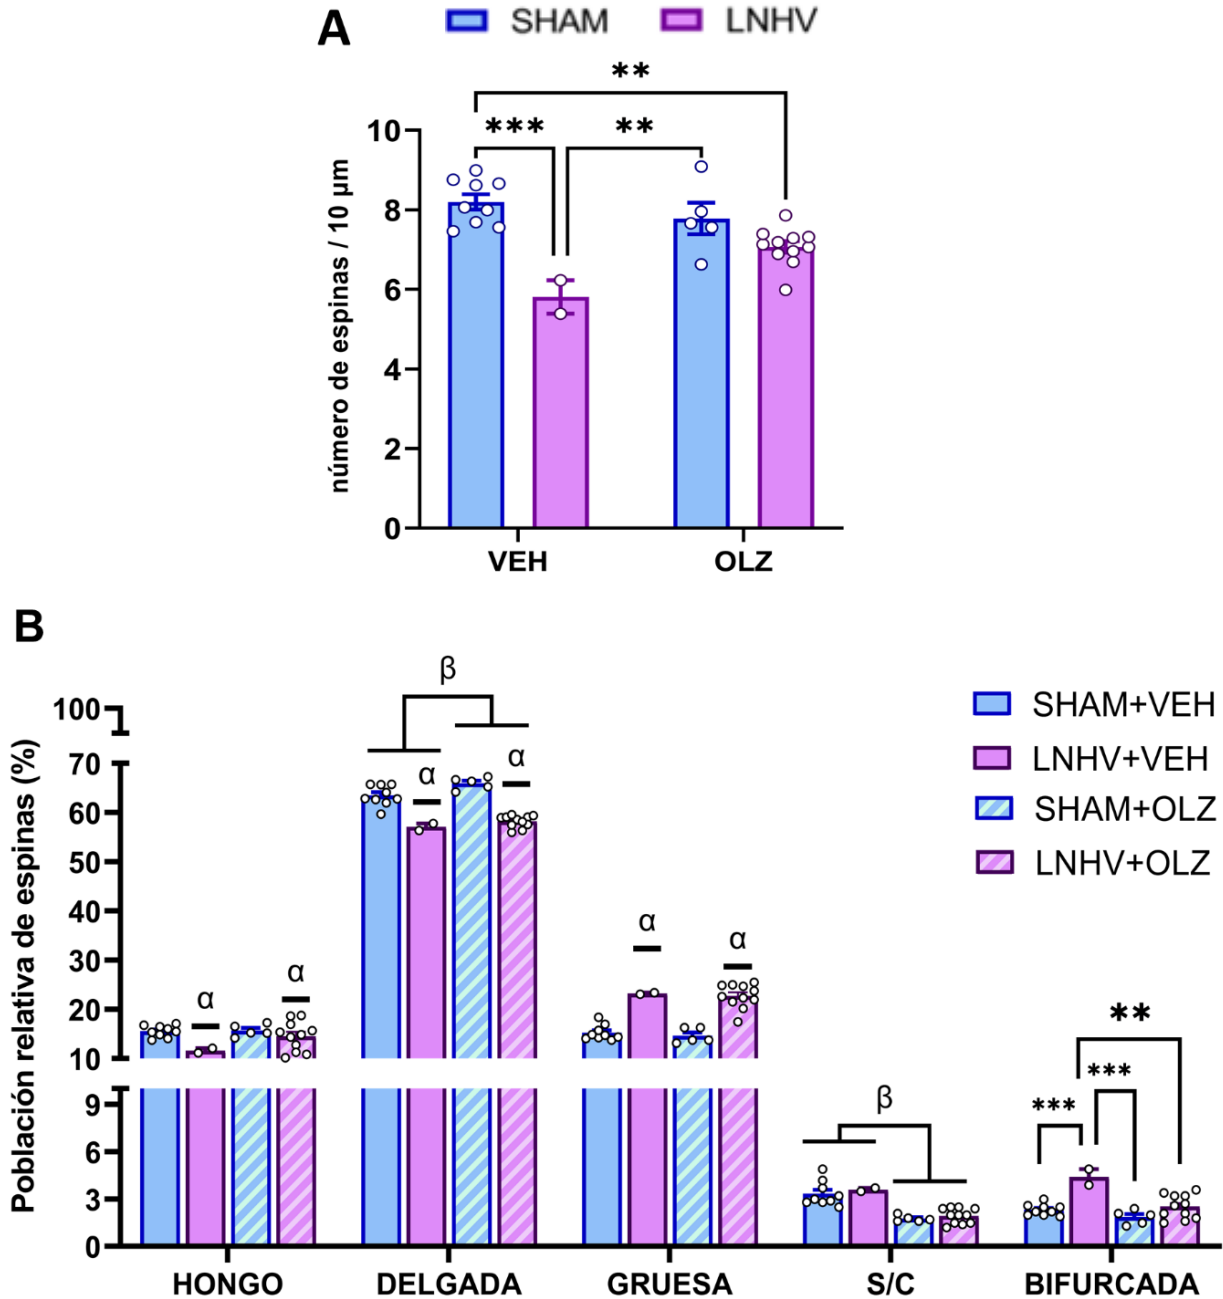 A
SHAM LNHV
**
*** **
número de espinas / 10 µm
10
8
6
4
2
0
VEH OLZ
B
Población relativa de espinas (%)
100
70
60
50
40
30
20
10
9
6
3
0
α α
β
α α
α α
β
**
***
***
SHAM+VEH
LNHV+VEH
SHAM+OLZ
LNHV+OLZ
HONGO DELGADA GRUESA S/C BIFURCADA